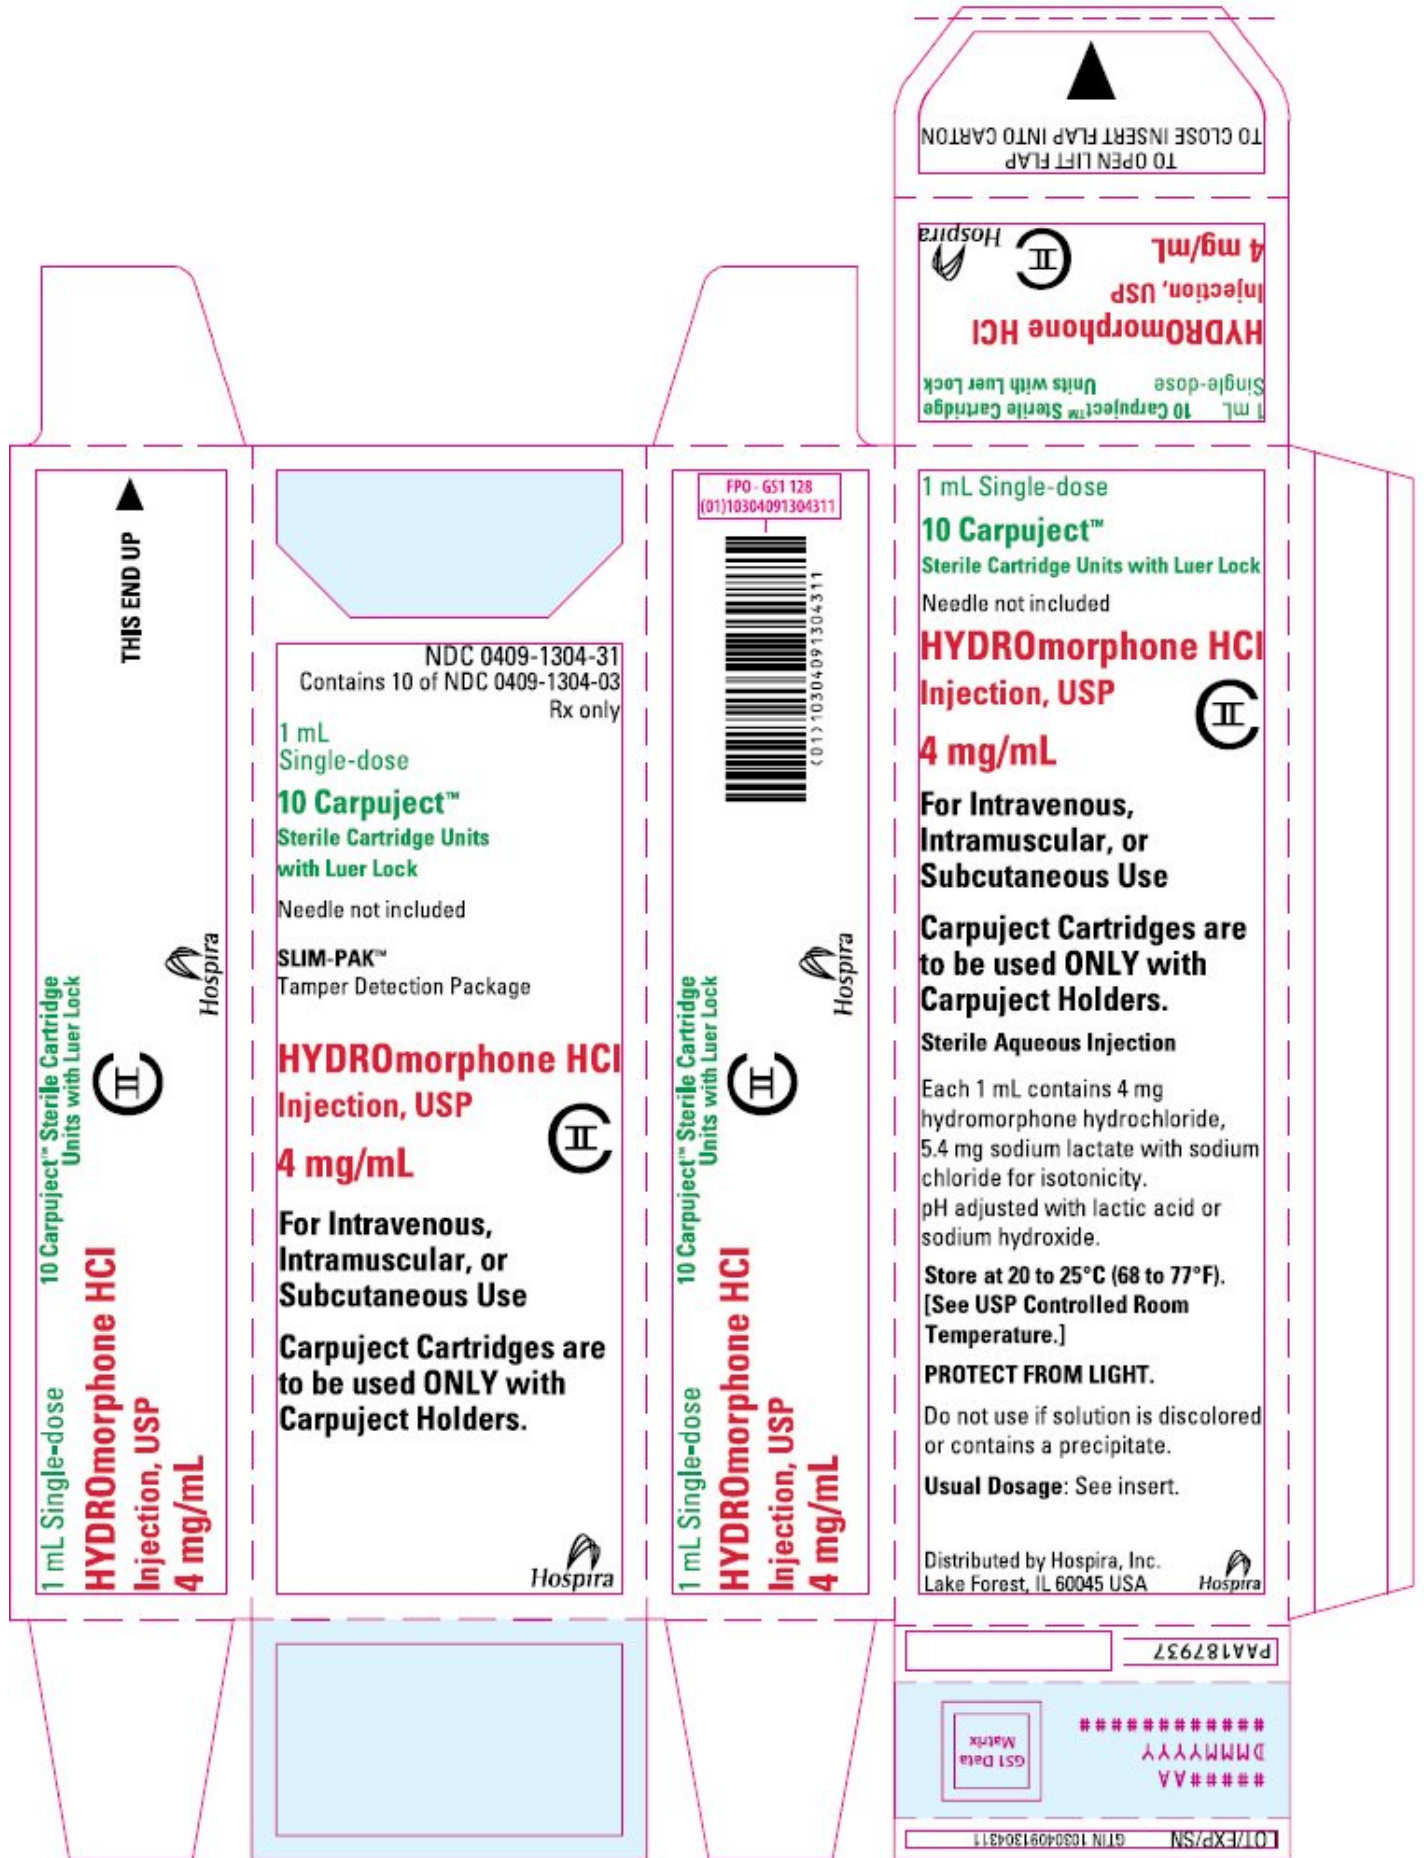 TO OPEN LIFT FLAP
TO CLOSE INSERT FLAP INTO CARTON
1 mL 10 Carpuject™ Sterile Cartridge
Single-dose Units with Luer Lock
HYDROmorphone HCl
Injection, USP
4 mg/mL
CII
Hospira
THIS END UP
1 mL Single-dose
10 Carpuject™ Sterile Cartridge
Units with Luer Lock
HYDROmorphone HCl
Injection, USP
4 mg/mL
CII
Hospira
NDC 0409-1304-31
Contains 10 of NDC 0409-1304-03
Rx only
1 mL
Single-dose
10 Carpuject™
Sterile Cartridge Units
with Luer Lock
Needle not included
SLIM-PAK™
Tamper Detection Package
HYDROmorphone HCl
Injection, USP
CII
4 mg/mL
For Intravenous,
Intramuscular, or
Subcutaneous Use
Carpuject Cartridges are
to be used ONLY with
Carpuject Holders.
Hospira
FPO - GS1 128
(01)10304091304311
(01)10304091304311
1 mL Single-dose
10 Carpuject™ Sterile Cartridge
Units with Luer Lock
HYDROmorphone HCl
Injection, USP
4 mg/mL
CII
Hospira
1 mL Single-dose
10 Carpuject™
Sterile Cartridge Units with Luer Lock
Needle not included
HYDROmorphone HCl
Injection, USP
CII
4 mg/mL
For Intravenous,
Intramuscular, or
Subcutaneous Use
Carpuject Cartridges are
to be used ONLY with
Carpuject Holders.
Sterile Aqueous Injection
Each 1 mL contains 4 mg
hydromorphone hydrochloride,
5.4 mg sodium lactate with sodium
chloride for isotonicity.
pH adjusted with lactic acid or
sodium hydroxide.
Store at 20 to 25°C (68 to 77°F).
[See USP Controlled Room
Temperature.]
PROTECT FROM LIGHT.
Do not use if solution is discolored
or contains a precipitate.
Usual Dosage: See insert.
Distributed by Hospira, Inc.
Lake Forest, IL 60045 USA
Hospira
PAA187937
#####AA
DMMMYYYY
############
GS1 Data
Matrix
LOT/EXP/SN GTIN 10304091304311